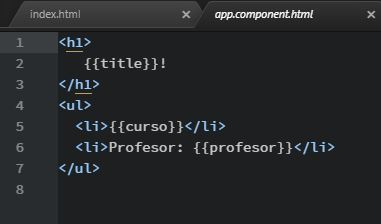 index.html × app.component.html ×
1 <h1>
2 {{title}}!
3 </h1>
4 <ul>
5 <li>{{curso}}</li>
6 <li>Profesor: {{profesor}}</li>
7 </ul>
8